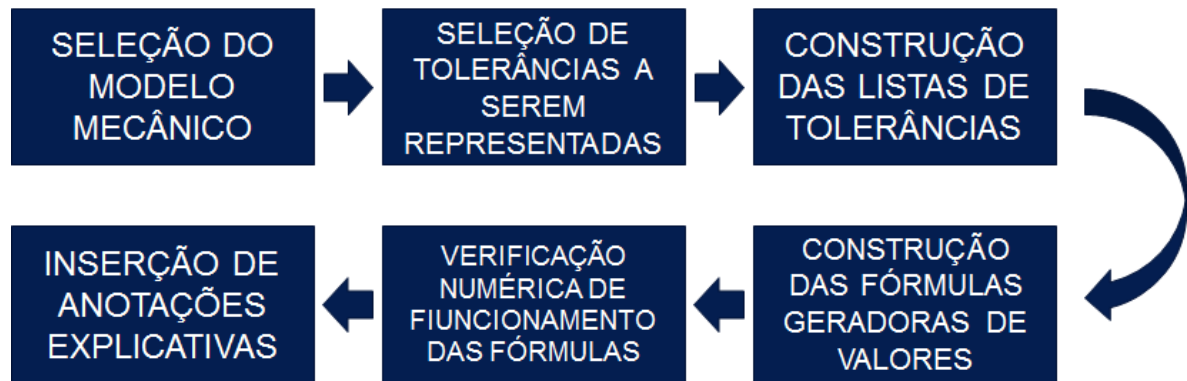 SELEÇÃO DO
MODELO
MECÂNICO
SELEÇÃO DE
TOLERÂNCIAS A
SEREM
REPRESENTADAS
CONSTRUÇÃO
DAS LISTAS DE
TOLERÂNCIAS
CONSTRUÇÃO
DAS FÓRMULAS
GERADORAS DE
VALORES
VERIFICAÇÃO
NUMÉRICA DE
FIUNCIONAMENTO
DAS FÓRMULAS
INSERÇÃO DE
ANOTAÇÕES
EXPLICATIVAS